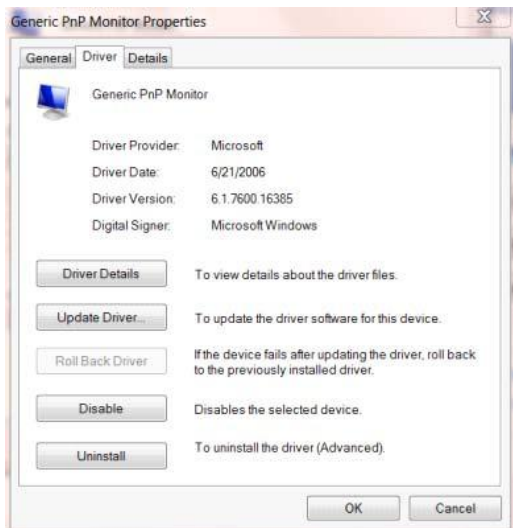 Generic PnP Monitor Properties
General Driver Details
Generic PnP Monitor
Driver Provider: Microsoft
Driver Date: 6/21/2006
Driver Version: 6.1.7600.16385
Digital Signer: Microsoft Windows
Driver Details To view details about the driver files.
Update Driver... To update the driver software for this device.
Roll Back Driver If the device fails after updating the driver, roll back
to the previously installed driver.
Disable Disables the selected device.
Uninstall To uninstall the driver (Advanced).
OK Cancel